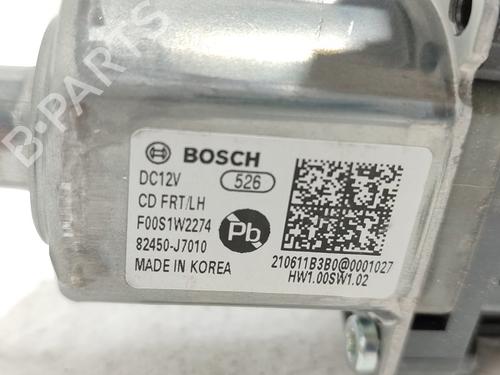 BOSCH
DC12V 526
CD FRT/LH
F00S1W2274
82450-J7010
MADE IN KOREA
Pb
210611B3B0@0001027
HW1.00SW1.02
B-PARTS